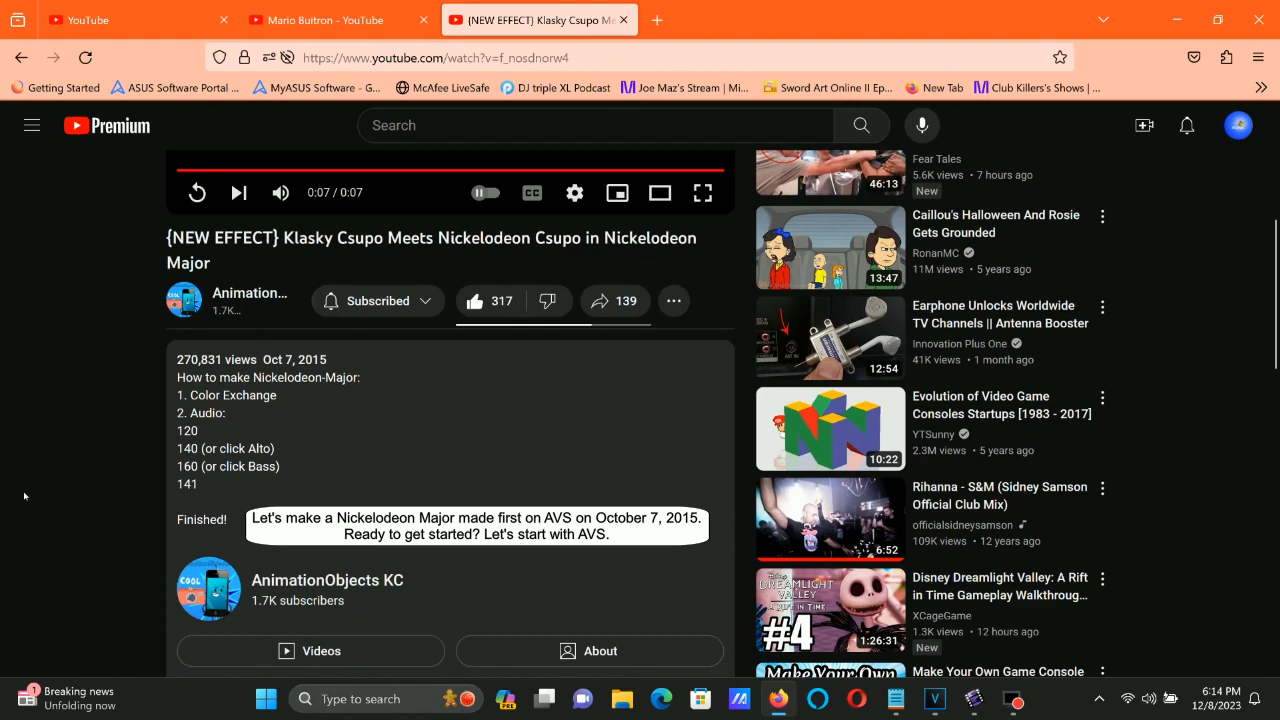 YouTube
Mario Buitron - YouTube
{NEW EFFECT} Klasky Csupo Me
https://www.youtube.com/watch?v=f_nosdnorw4
Getting Started
ASUS Software Portal ...
MyASUS Software - G...
McAfee LiveSafe
DJ triple XL Podcast
Joe Maz's Stream | Mi...
Sword Art Online II Ep...
New Tab
Club Killers's Shows | ...
Premium
Search
0:07 / 0:07
CC
{NEW EFFECT} Klasky Csupo Meets Nickelodeon Csupo in Nickelodeon
Major
Animation...
1.7K...
Subscribed
317
139
270,831 views Oct 7, 2015
How to make Nickelodeon-Major:
1. Color Exchange
2. Audio:
120
140 (or click Alto)
160 (or click Bass)
141
Finished!
Let's make a Nickelodeon Major made first on AVS on October 7, 2015.
Ready to get started? Let's start with AVS.
COOL
AnimationObjects KC
1.7K subscribers
Videos
About
46:13
Fear Tales
5.6K views • 7 hours ago
New
13:47
Caillou's Halloween And Rosie
Gets Grounded
RonanMC
11M views • 5 years ago
12:54
Earphone Unlocks Worldwide
TV Channels || Antenna Booster
Innovation Plus One
41K views • 1 month ago
10:22
Evolution of Video Game
Consoles Startups [1983 - 2017]
YTSunny
2.3M views • 5 years ago
6:52
Rihanna - S&M (Sidney Samson
Official Club Mix)
officialsidneysamson
109K views • 12 years ago
DREAMLIGHT
VALLEY
A RIFT IN TIME
#4
1:26:31
Disney Dreamlight Valley: A Rift
in Time Gameplay Walkthroug...
XCageGame
1.3K views • 12 hours ago
New
Make Your Own
Make Your Own Game Console
1
Breaking news
Unfolding now
Type to search
PRE
6:14 PM
12/8/2023